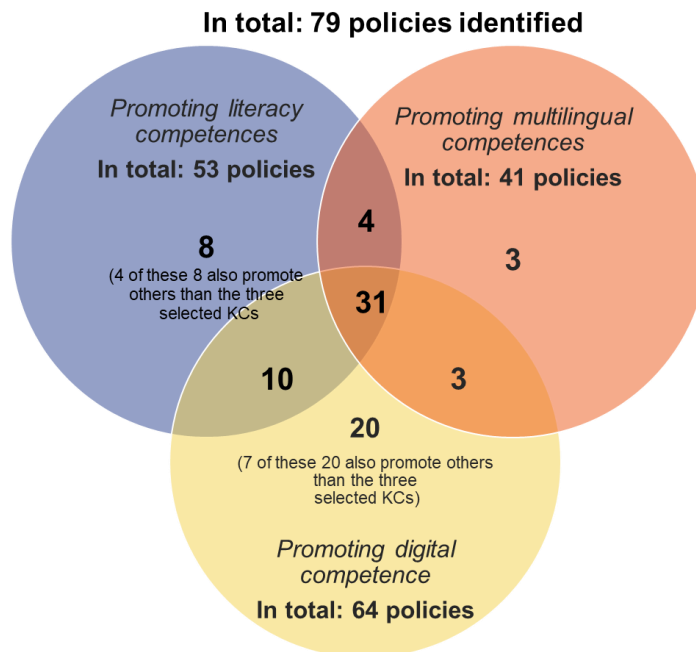 In total: 79 policies identified
Promoting literacy
competences
In total: 53 policies
Promoting multilingual
competences
In total: 41 policies
4
8
(4 of these 8 also promote
others than the three
selected KCs
3
31
10
3
20
(7 of these 20 also promote others
than the three
selected KCs)
Promoting digital
competence
In total: 64 policies